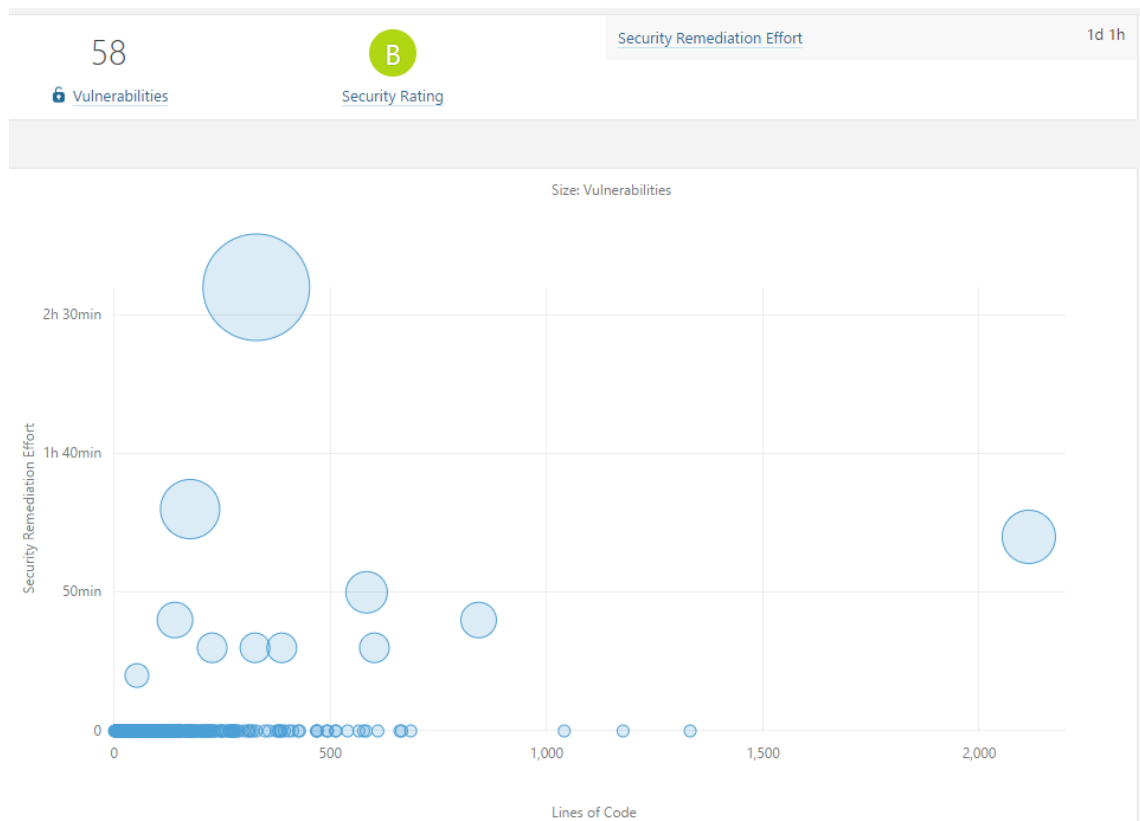 58
Vulnerabilities
B
Security Rating
Security Remediation Effort
1d 1h
Size: Vulnerabilities
Security Remediation Effort
2h 30min
1h 40min
50min
0
0
500
1,000
1,500
2,000
Lines of Code